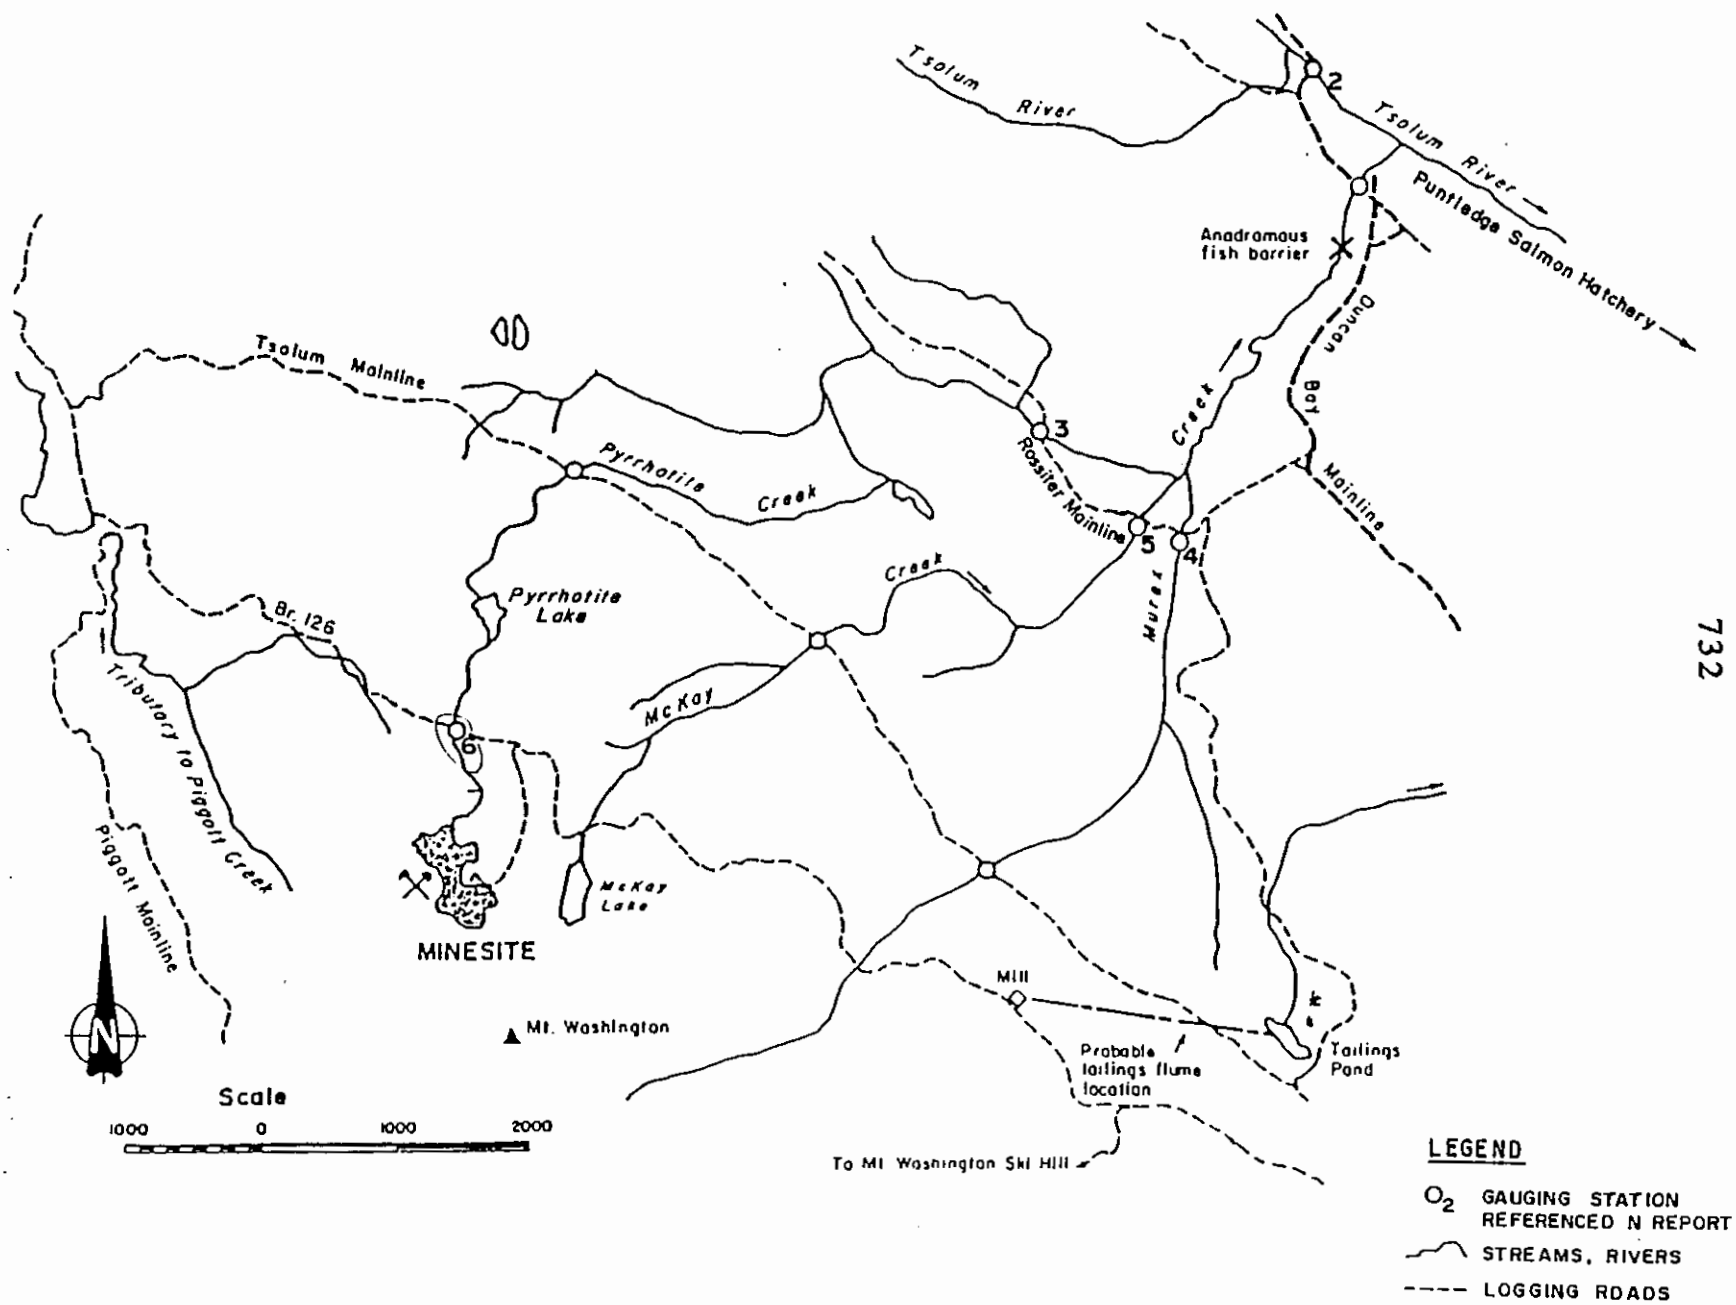 2
Tsolum River
Tsolum River
1
Puntledge Salmon Hatchery
Anadramous
fish barrier
Duncan Bay Mainline
Creek
Tsolum Mainline
3
Rossiter Mainline
Pyrrhotite Creek
5
4
Murex
Creek
Pyrrhotite
Lake
Br. 126
732
Tributary to Piggott Creek
McKay
6
Piggott Mainline
McKay
Lake
MINESITE
Mill
N
Mt. Washington
Probable
tailings flume
location
Tailings
Pond
Scale
1000 0 1000 2000
To Mt Washington Ski Hill
LEGEND
O2 GAUGING STATION
REFERENCED N REPORT
STREAMS, RIVERS
LOGGING ROADS